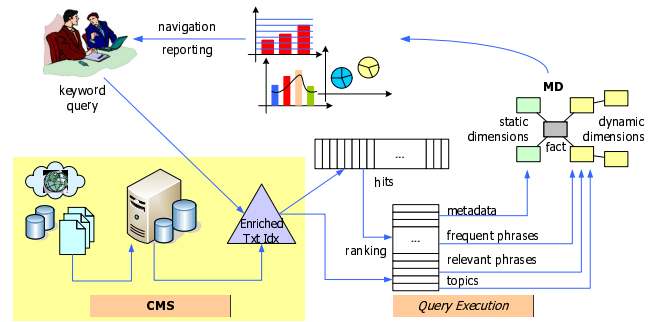 navigation
reporting
keyword
query
MD
static
dimensions
dynamic
dimensions
fact
...
hits
Enriched
Txt Idx
ranking
...
metadata
frequent phrases
relevant phrases
topics
CMS
Query Execution